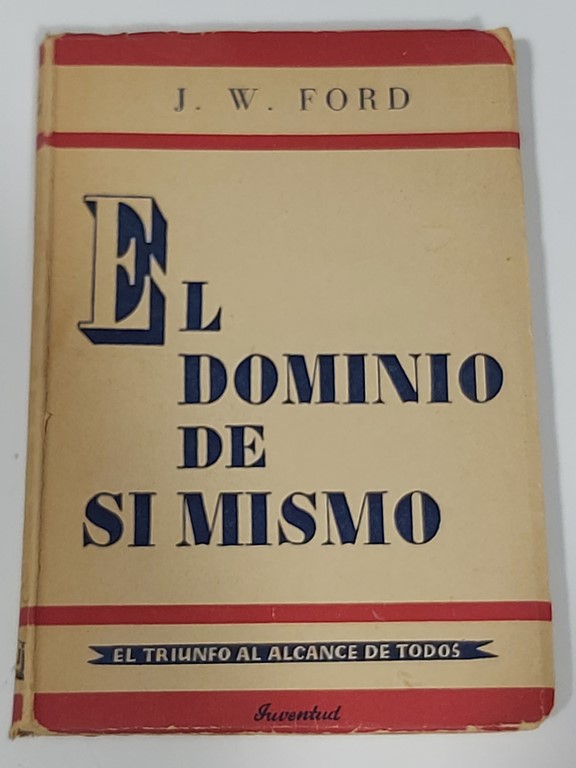 J. W. FORD
EL
DOMINIO
DE
SI MISMO
EL TRIUNFO AL ALCANCE DE TODOS
Juventud